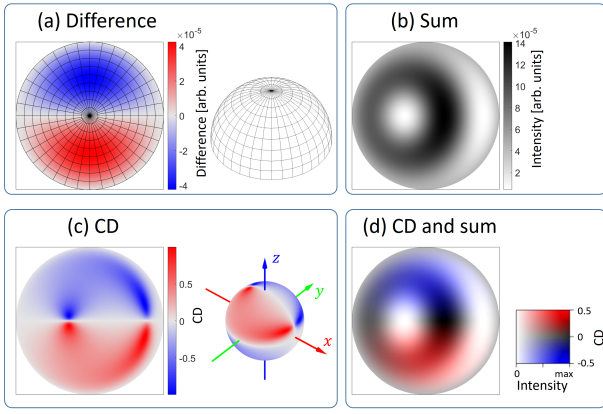 (a) Difference
×10⁻⁵
4
2
0
-2
-4
Difference [arb. units]
(b) Sum
×10⁻⁵
14
12
10
8
6
4
2
Intensity [arb. units]
(c) CD
0.5
0
-0.5
CD
z
y
x
(d) CD and sum
0.5
0
-0.5
CD
0
max
Intensity